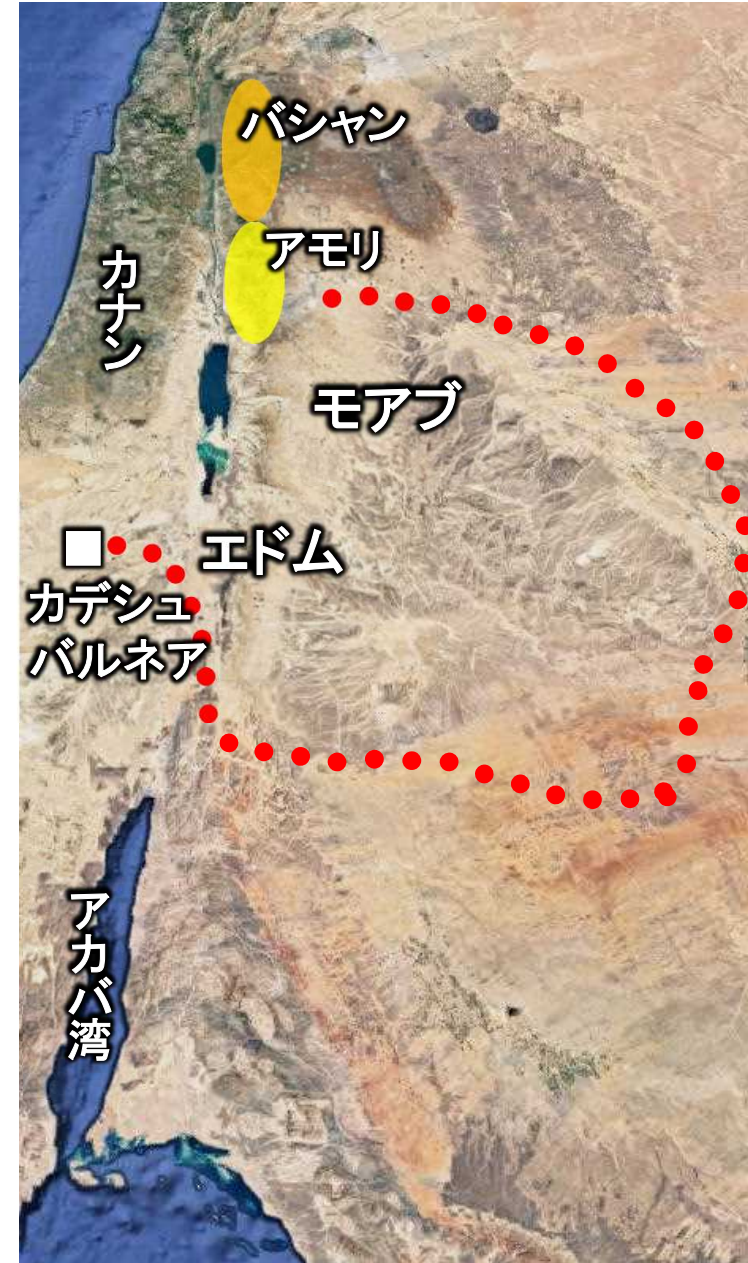 バシャン
アモリ
カナン
モアブ
エドム
カデシュ
バルネア
アカバ湾